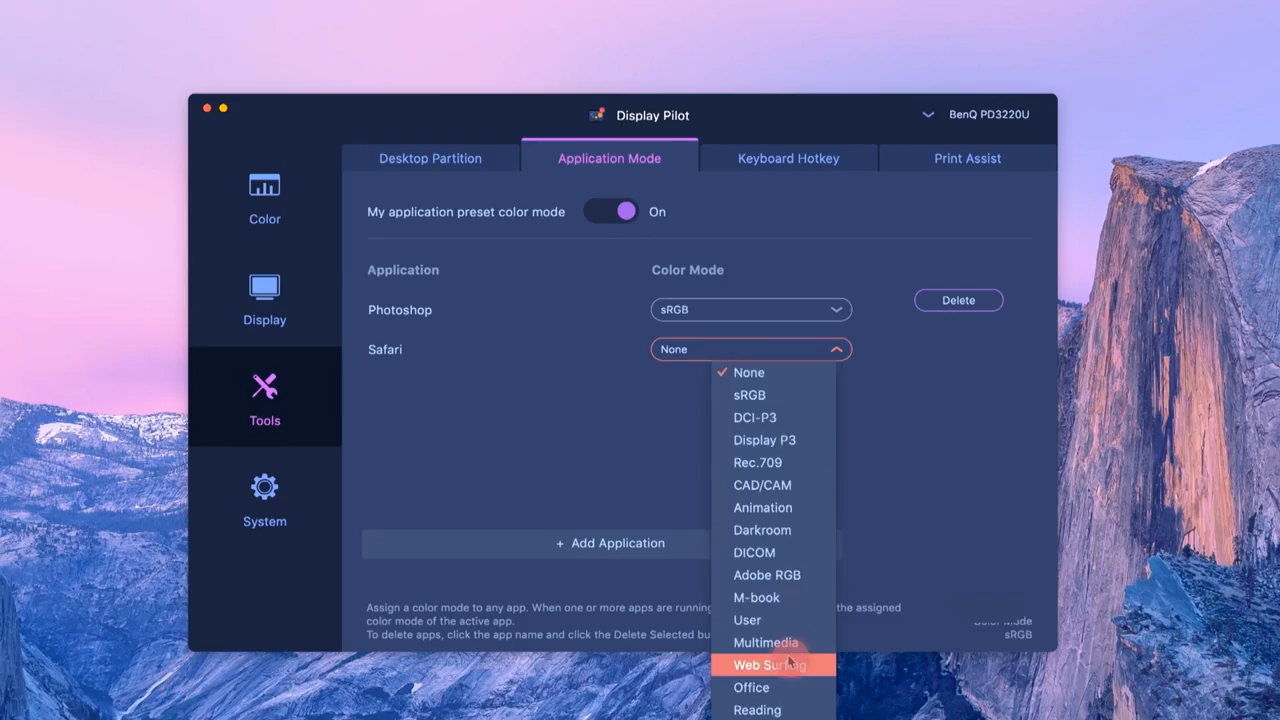 Display Pilot
BenQ PD3220U
Desktop Partition
Application Mode
Keyboard Hotkey
Print Assist
Color
Display
Tools
System
My application preset color mode
On
Application
Color Mode
Photoshop
sRGB
Delete
Safari
None
None
sRGB
DCI-P3
Display P3
Rec.709
CAD/CAM
Animation
Darkroom
DICOM
Adobe RGB
M-book
User
Multimedia
Web Surfing
Office
Reading
+ Add Application
Assign a color mode to any app. When one or more apps are running the assigned
color mode of the active app.
To delete apps, click the app name and click the Delete Selected
Color Mode
sRGB